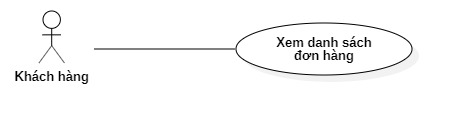 Xem danh sách
đơn hàng
Khách hàng